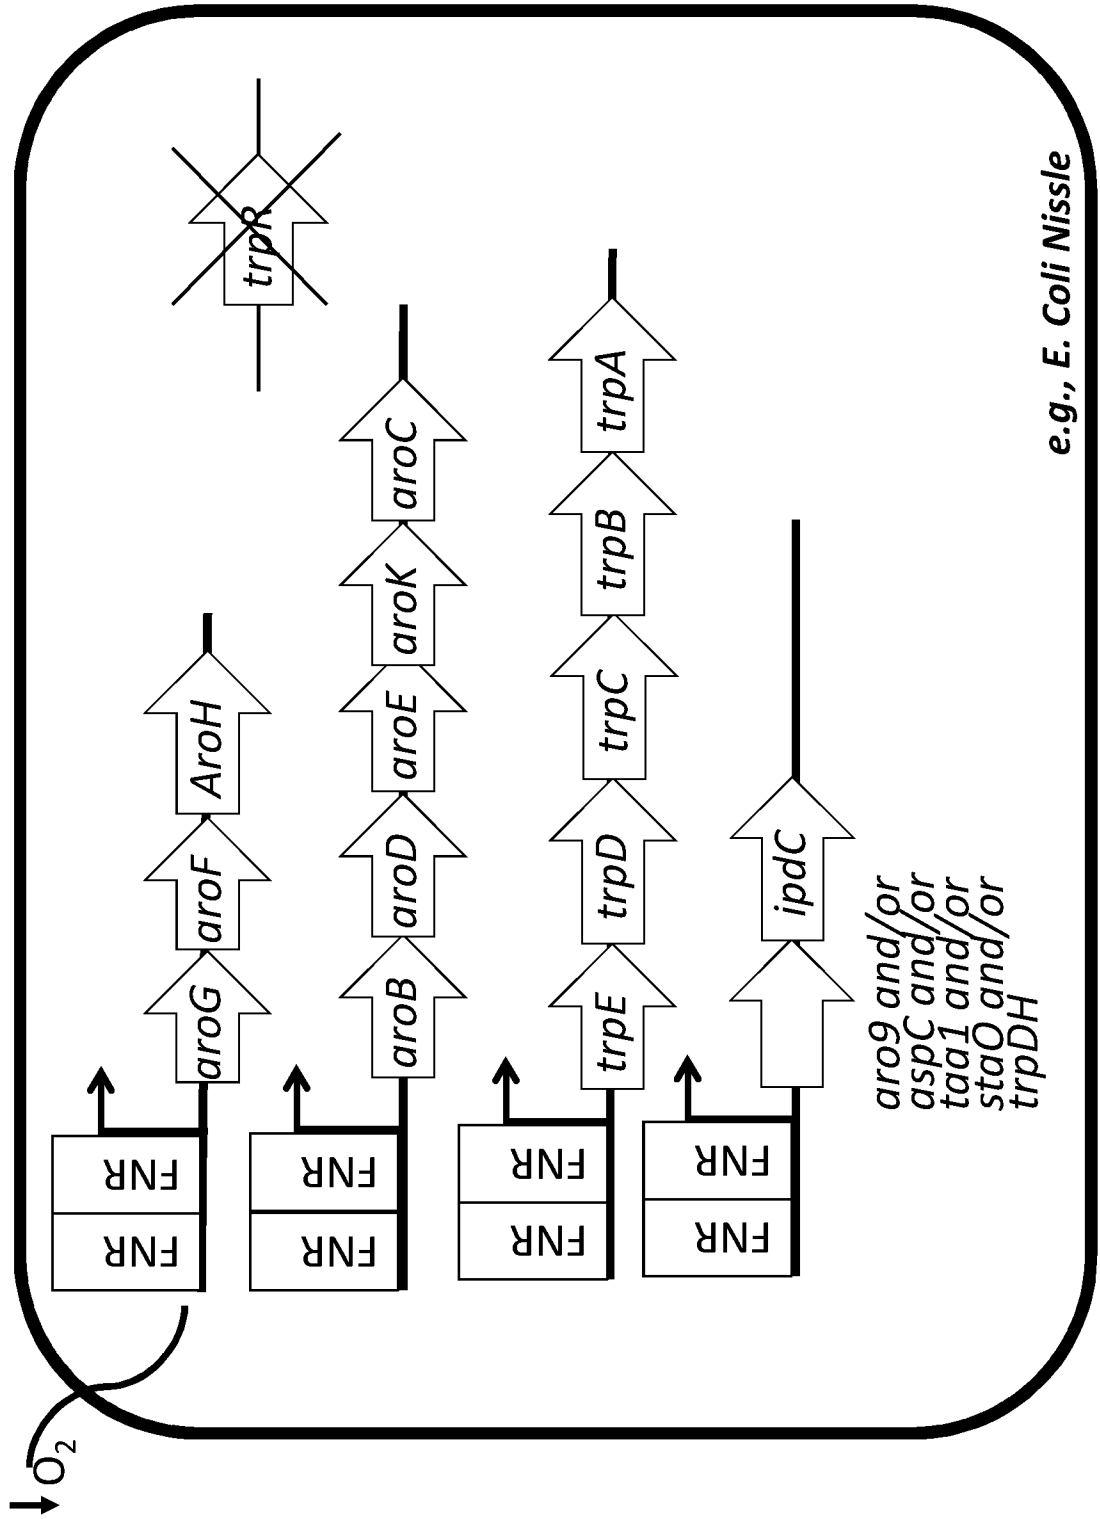 ↓O₂
FNR FNR aroG aroF AroH
trpR
FNR FNR aroB aroD aroE aroK aroC
FNR FNR trpE trpD trpC trpB trpA
FNR FNR ipdC
aro9 and/or
aspC and/or
taa1 and/or
staO and/or
trpDH
e.g., E. Coli Nissle